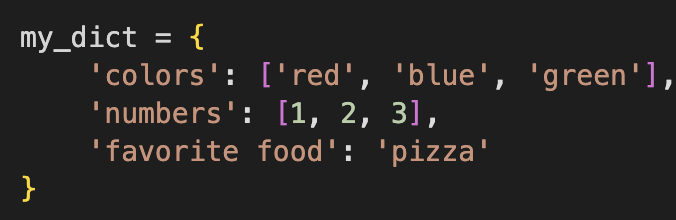 my_dict = {
    'colors': ['red', 'blue', 'green'],
    'numbers': [1, 2, 3],
    'favorite food': 'pizza'
}